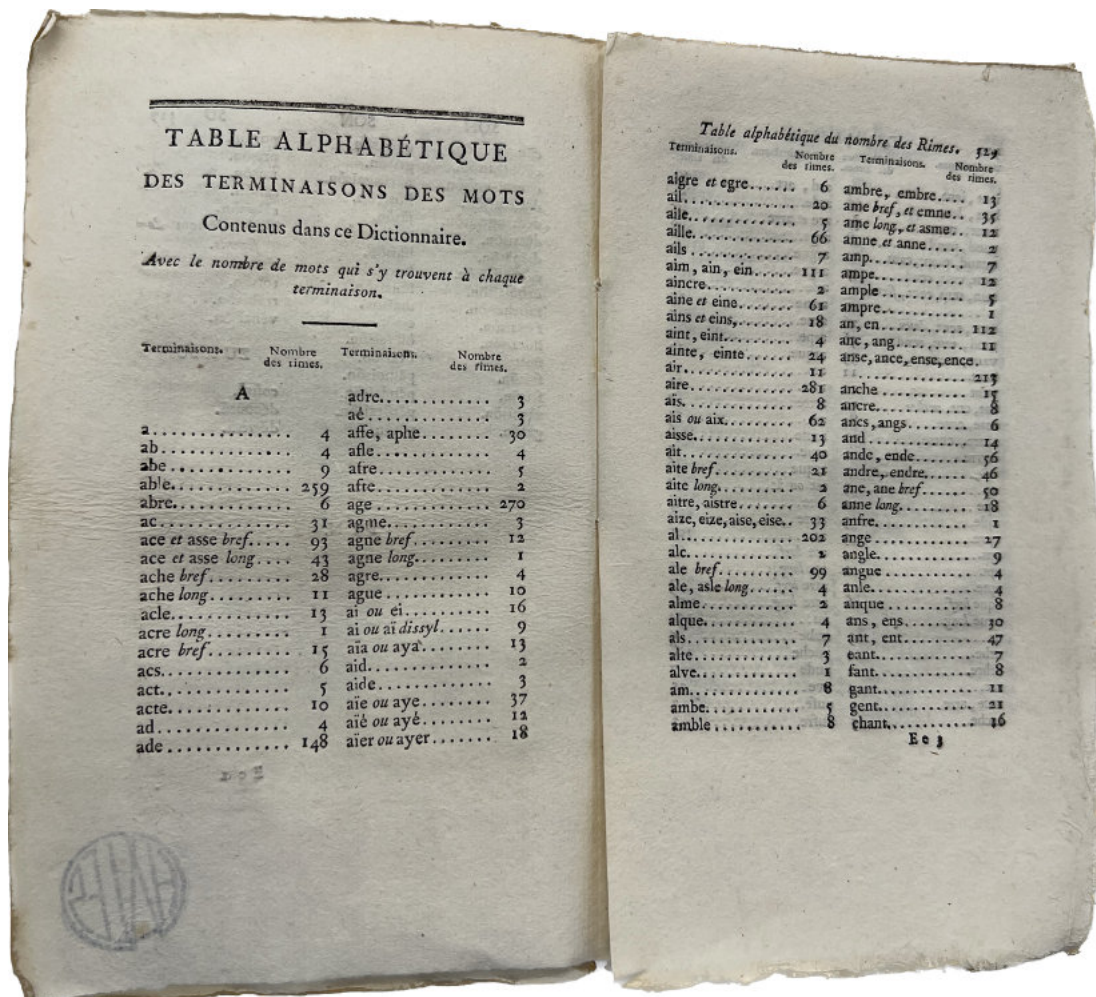 TABLE ALPHABÉTIQUE
DES TERMINAISONS DES MOTS
Contenus dans ce Dictionnaire.
Avec le nombre de mots qui s'y trouvent à chaque
terminaison.
Terminaisons. Nombre des rimes.
A
a 4
ab 4
abe 9
able 259
abre 6
ac 31
ace et asse bref 93
ace et asse long 43
ache bref 28
ache long 11
acle 13
acre long 1
acre bref 15
acs 6
act 5
acte 10
ad 4
ade 148
Terminaisons. Nombre des rimes.
adre 3
aé 3
affe, aphe 30
afle 4
afre 5
afte 2
age 270
agme 3
agne bref 12
agne long 1
agre 4
ague 10
ai ou ei 16
ai ou aï dissyl 9
aïa ou aya 13
aid 2
aide 3
aïe ou aye 37
aïé ou ayé 12
aïer ou ayer 18
Table alphabétique du nombre des Rimes. 529
Terminaisons. Nombre des rimes.
aigre et egre 6
ail 20
aile 5
aille 66
ails 7
aim, ain, ein 111
aincre 2
aine et eine 61
ains et eins, 18
aint, eint 4
ainte, einte 24
air 11
aire 281
aïs 8
ais ou aix 62
aisse 13
ait 40
aite bref 21
aite long 2
aitre, aistre 6
aize, eize, aise, eise 33
al 202
alc 2
ale bref 99
ale, asle long 4
alme 2
alque 4
als 7
alte 3
alve 1
am 8
ambe 5
amble 8
Terminaisons. Nombre des rimes.
ambre, embre 13
ame bref, et emne 35
ame long, et asme 12
amne et anne 2
amp 7
ampe 12
ample 5
ampre 1
an, en 112
anc, ang 11
anse, ance, ense, ence.
213
anche 15
ancre 8
ancs, angs 6
and 14
ande, ende 56
andre, endre 46
ane, ane bref 50
anne long 18
anfre 1
ange 27
angle 9
angue 4
anle 4
anque 8
ans, ens 30
ant, ent 47
eant 7
fant 8
gant 11
gent 21
chant 36
E e 3